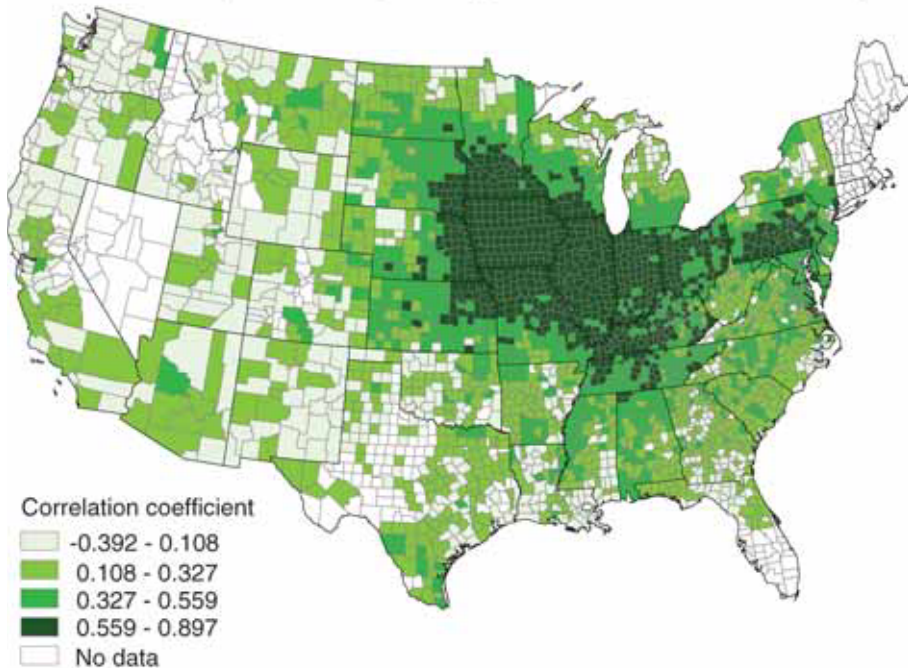 Correlation coefficient
-0.392 - 0.108
0.108 - 0.327
0.327 - 0.559
0.559 - 0.897
No data